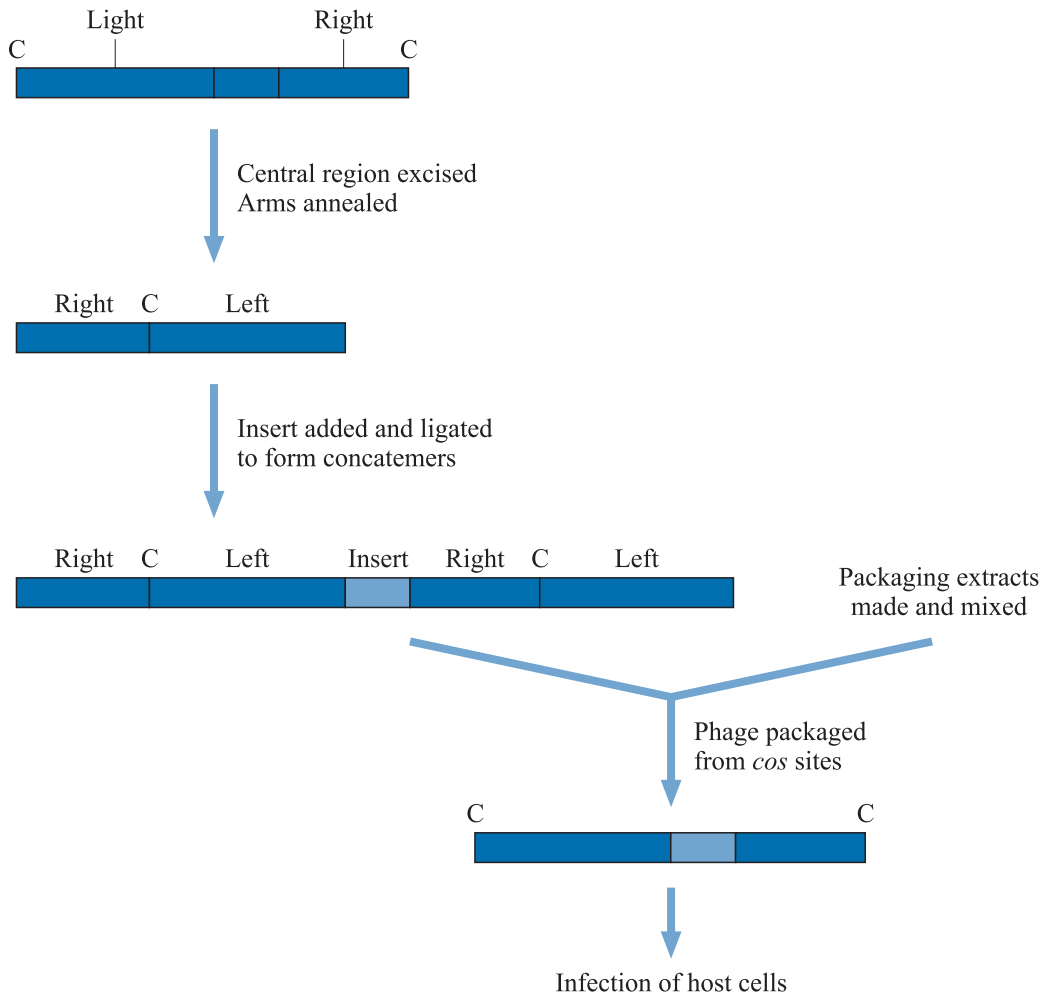 Light Right
C C
Central region excised
Arms annealed
Right C Left
Insert added and ligated
to form concatemers
Right C Left Insert Right C Left
Packaging extracts
made and mixed
Phage packaged
from cos sites
C C
Infection of host cells